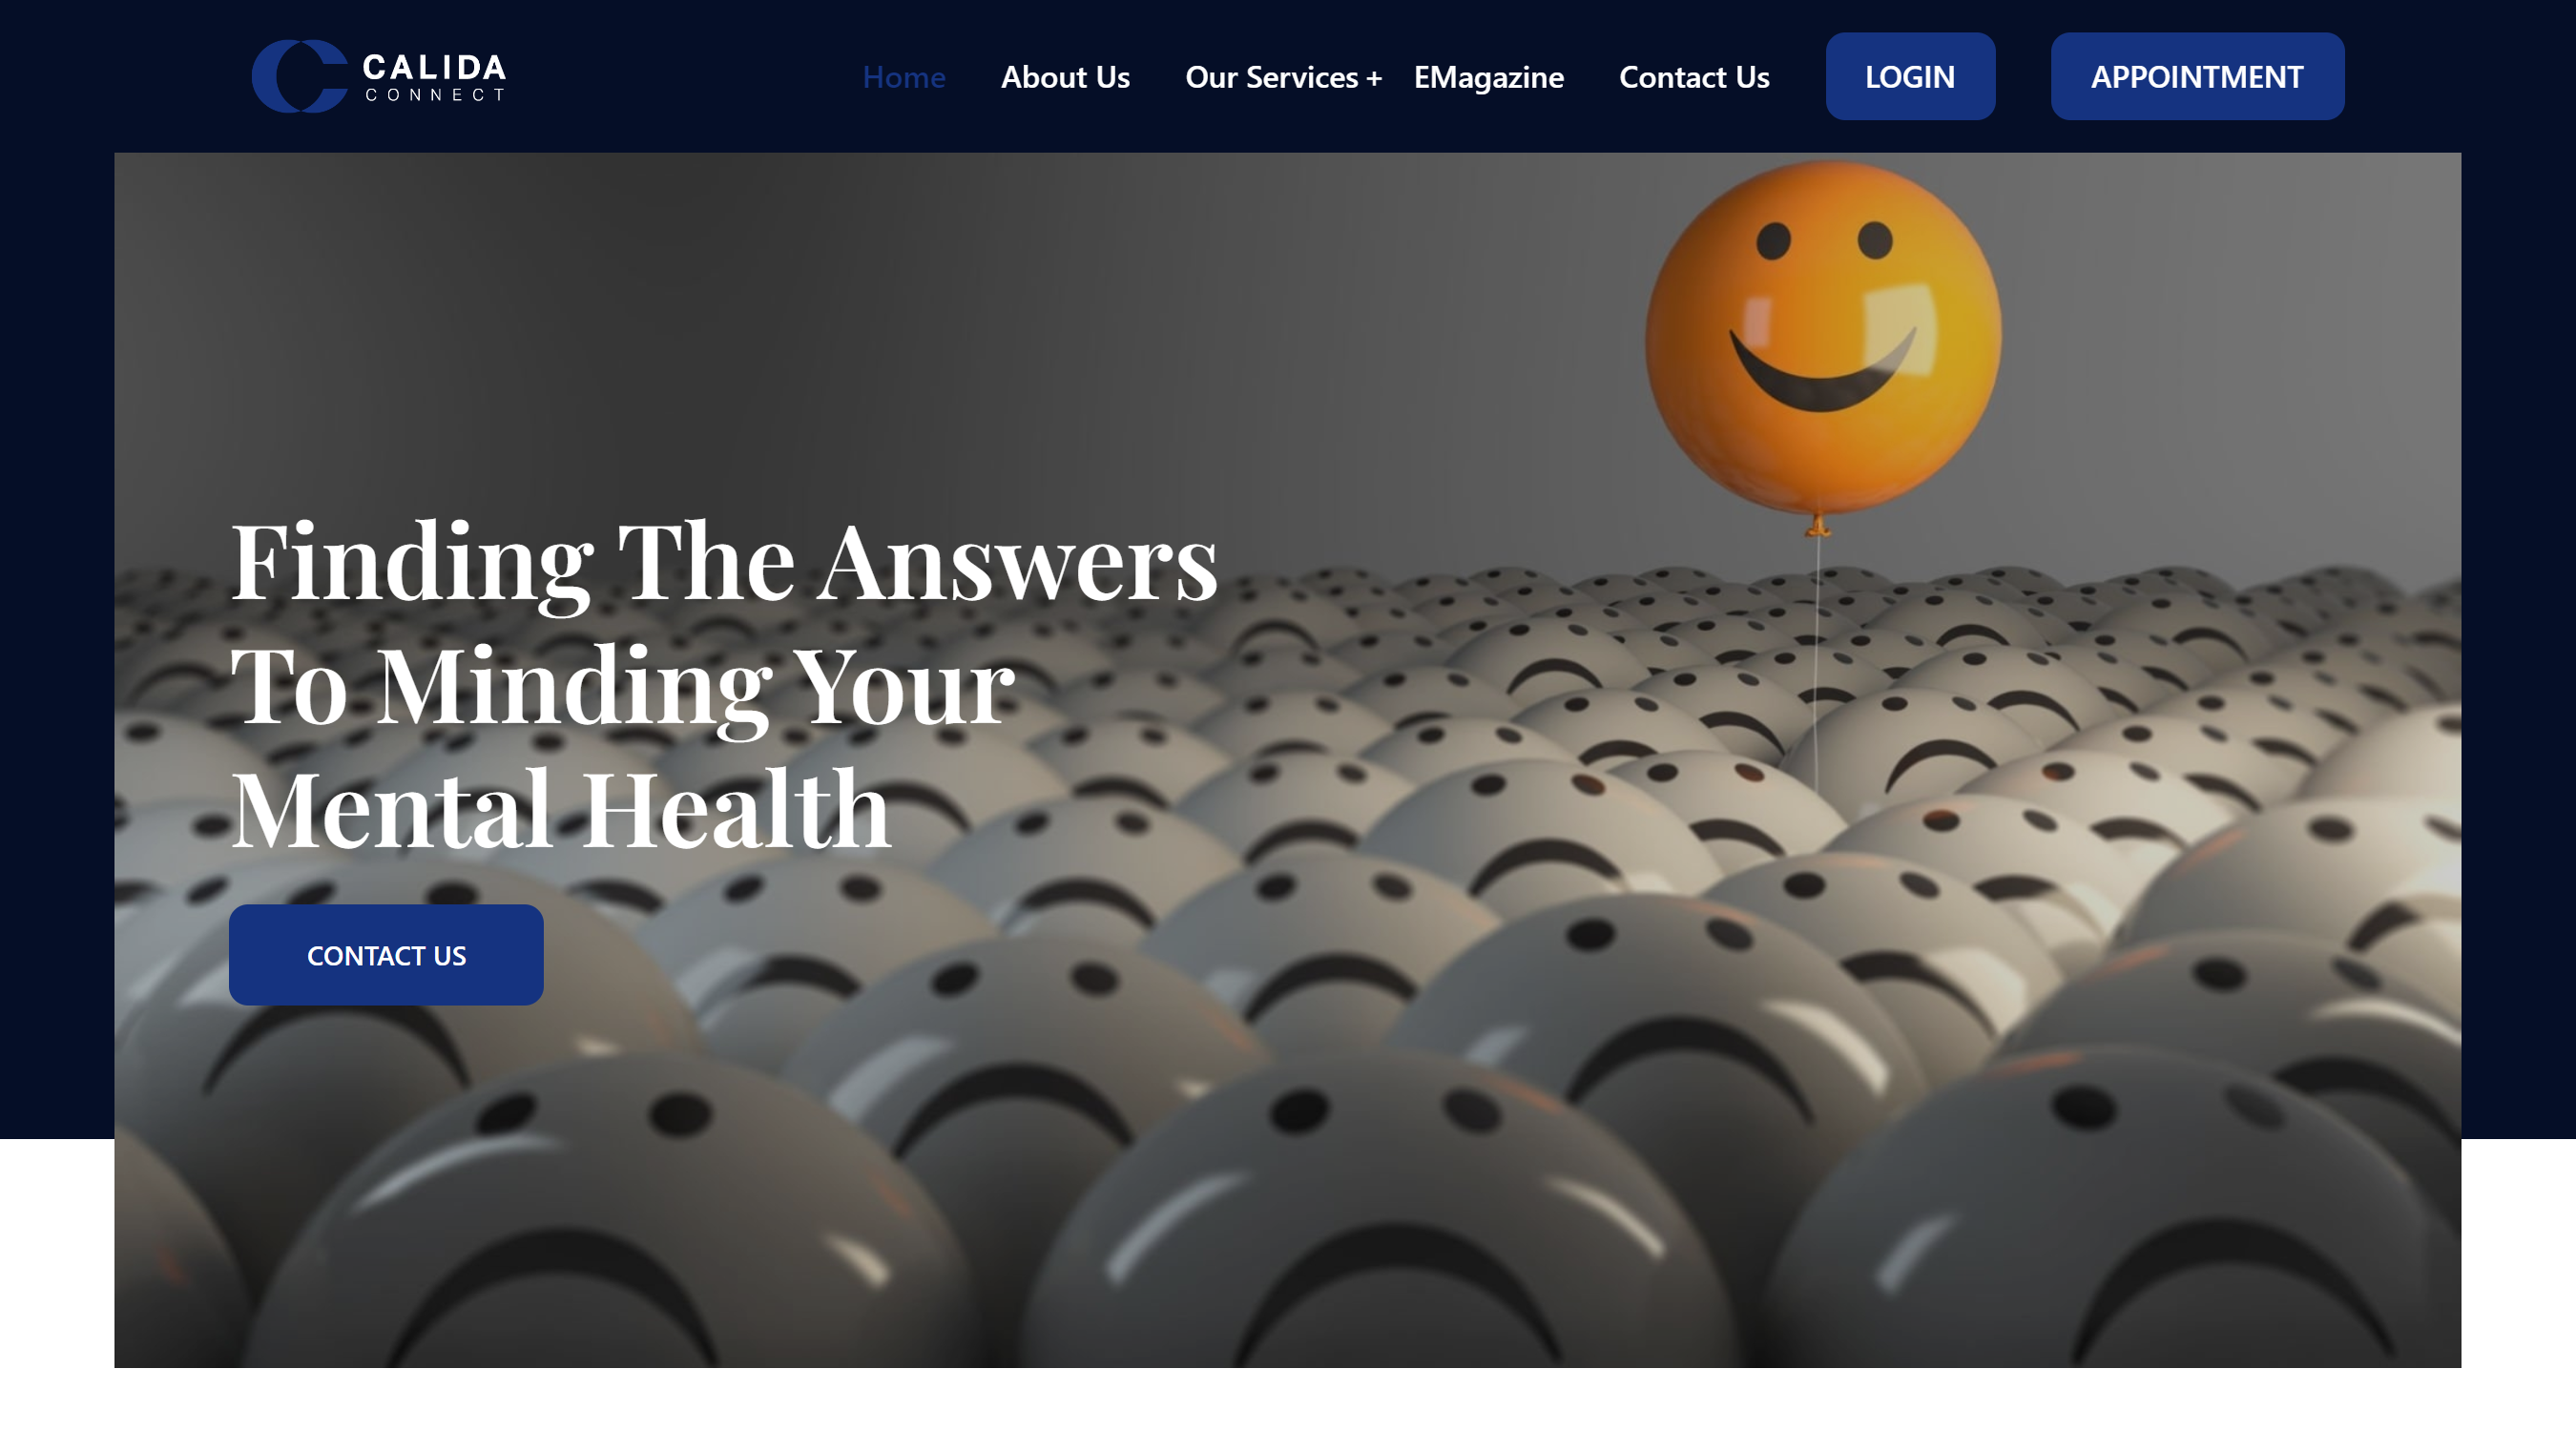 CALIDA
CONNECT
Home
About Us
Our Services +
EMagazine
Contact Us
LOGIN
APPOINTMENT
Finding The Answers
To Minding Your
Mental Health
CONTACT US